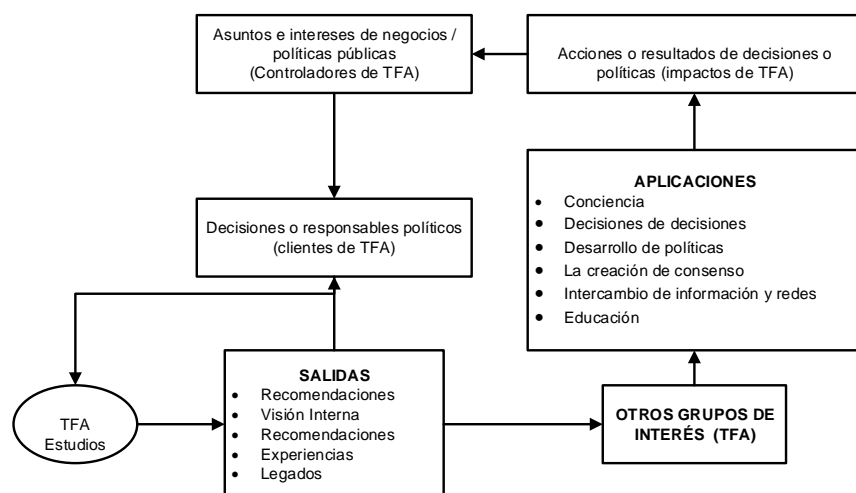 Asuntos e intereses de negocios /
políticas públicas
(Controladores de TFA)
Acciones o resultados de decisiones o
políticas (impactos de TFA)
Decisiones o responsables políticos
(clientes de TFA)
APLICACIONES
• Conciencia
• Decisiones de decisiones
• Desarrollo de políticas
• La creación de consenso
• Intercambio de información y redes
• Educación
TFA
Estudios
SALIDAS
• Recomendaciones
• Visión Interna
• Recomendaciones
• Experiencias
• Legados
OTROS GRUPOS DE
INTERÉS (TFA)